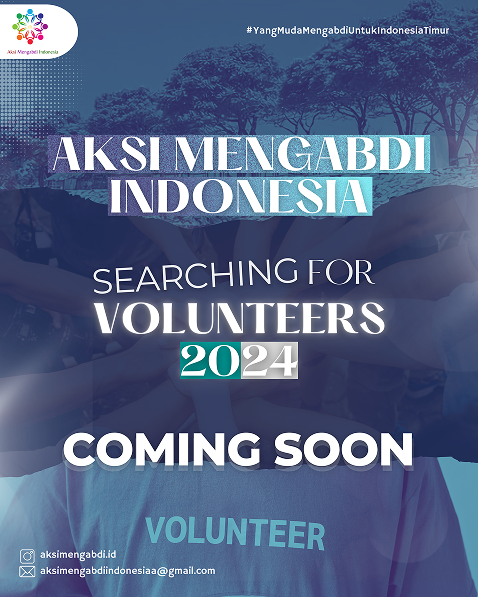 Aksi Mengabdi Indonesia
#YangMudaMengabdiUntukIndonesiaTimur
AKSI MENGABDI
INDONESIA
SEARCHING FOR
VOLUNTEERS
2024
COMING SOON
VOLUNTEER
aksimengabdi.id
aksimengabdiindonesiaa@gmail.com